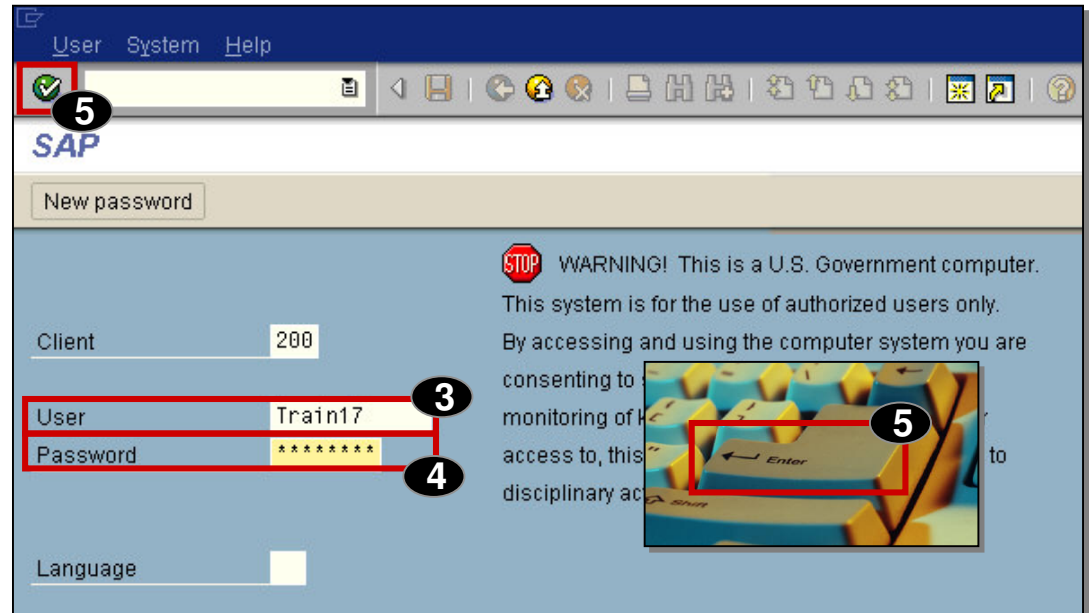 User System Help
5
SAP
New password
STOP WARNING! This is a U.S. Government computer.
This system is for the use of authorized users only.
Client 200 By accessing and using the computer system you are
consenting to
3
User Train17 monitoring of
5
Password ******** access to, this to
4
Enter
disciplinary
Shift
Language